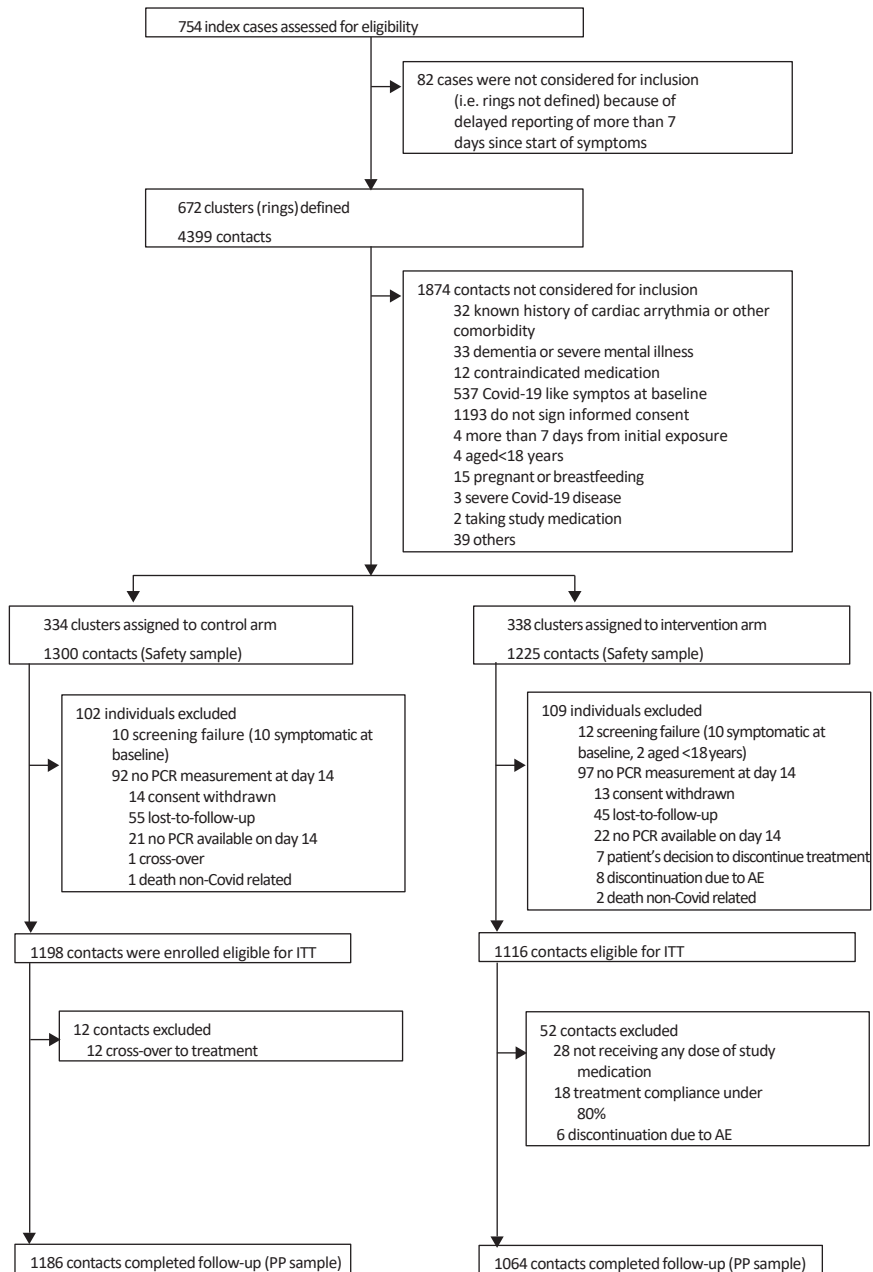 754 index cases assessed for eligibility
82 cases were not considered for inclusion
(i.e. rings not defined) because of
delayed reporting of more than 7
days since start of symptoms
672 clusters (rings) defined
4399 contacts
1874 contacts not considered for inclusion
32 known history of cardiac arrythmia or other
comorbidity
33 dementia or severe mental illness
12 contraindicated medication
537 Covid-19 like symptos at baseline
1193 do not sign informed consent
4 more than 7 days from initial exposure
4 aged<18 years
15 pregnant or breastfeeding
3 severe Covid-19 disease
2 taking study medication
39 others
334 clusters assigned to control arm
1300 contacts (Safety sample)
338 clusters assigned to intervention arm
1225 contacts (Safety sample)
102 individuals excluded
10 screening failure (10 symptomatic at
baseline)
92 no PCR measurement at day 14
14 consent withdrawn
55 lost-to-follow-up
21 no PCR available on day 14
1 cross-over
1 death non-Covid related
109 individuals excluded
12 screening failure (10 symptomatic at
baseline, 2 aged <18 years)
97 no PCR measurement at day 14
13 consent withdrawn
45 lost-to-follow-up
22 no PCR available on day 14
7 patient's decision to discontinue treatment
8 discontinuation due to AE
2 death non-Covid related
1198 contacts were enrolled eligible for ITT
1116 contacts eligible for ITT
12 contacts excluded
12 cross-over to treatment
52 contacts excluded
28 not receiving any dose of study
medication
18 treatment compliance under
80%
6 discontinuation due to AE
1186 contacts completed follow-up (PP sample)
1064 contacts completed follow-up (PP sample)